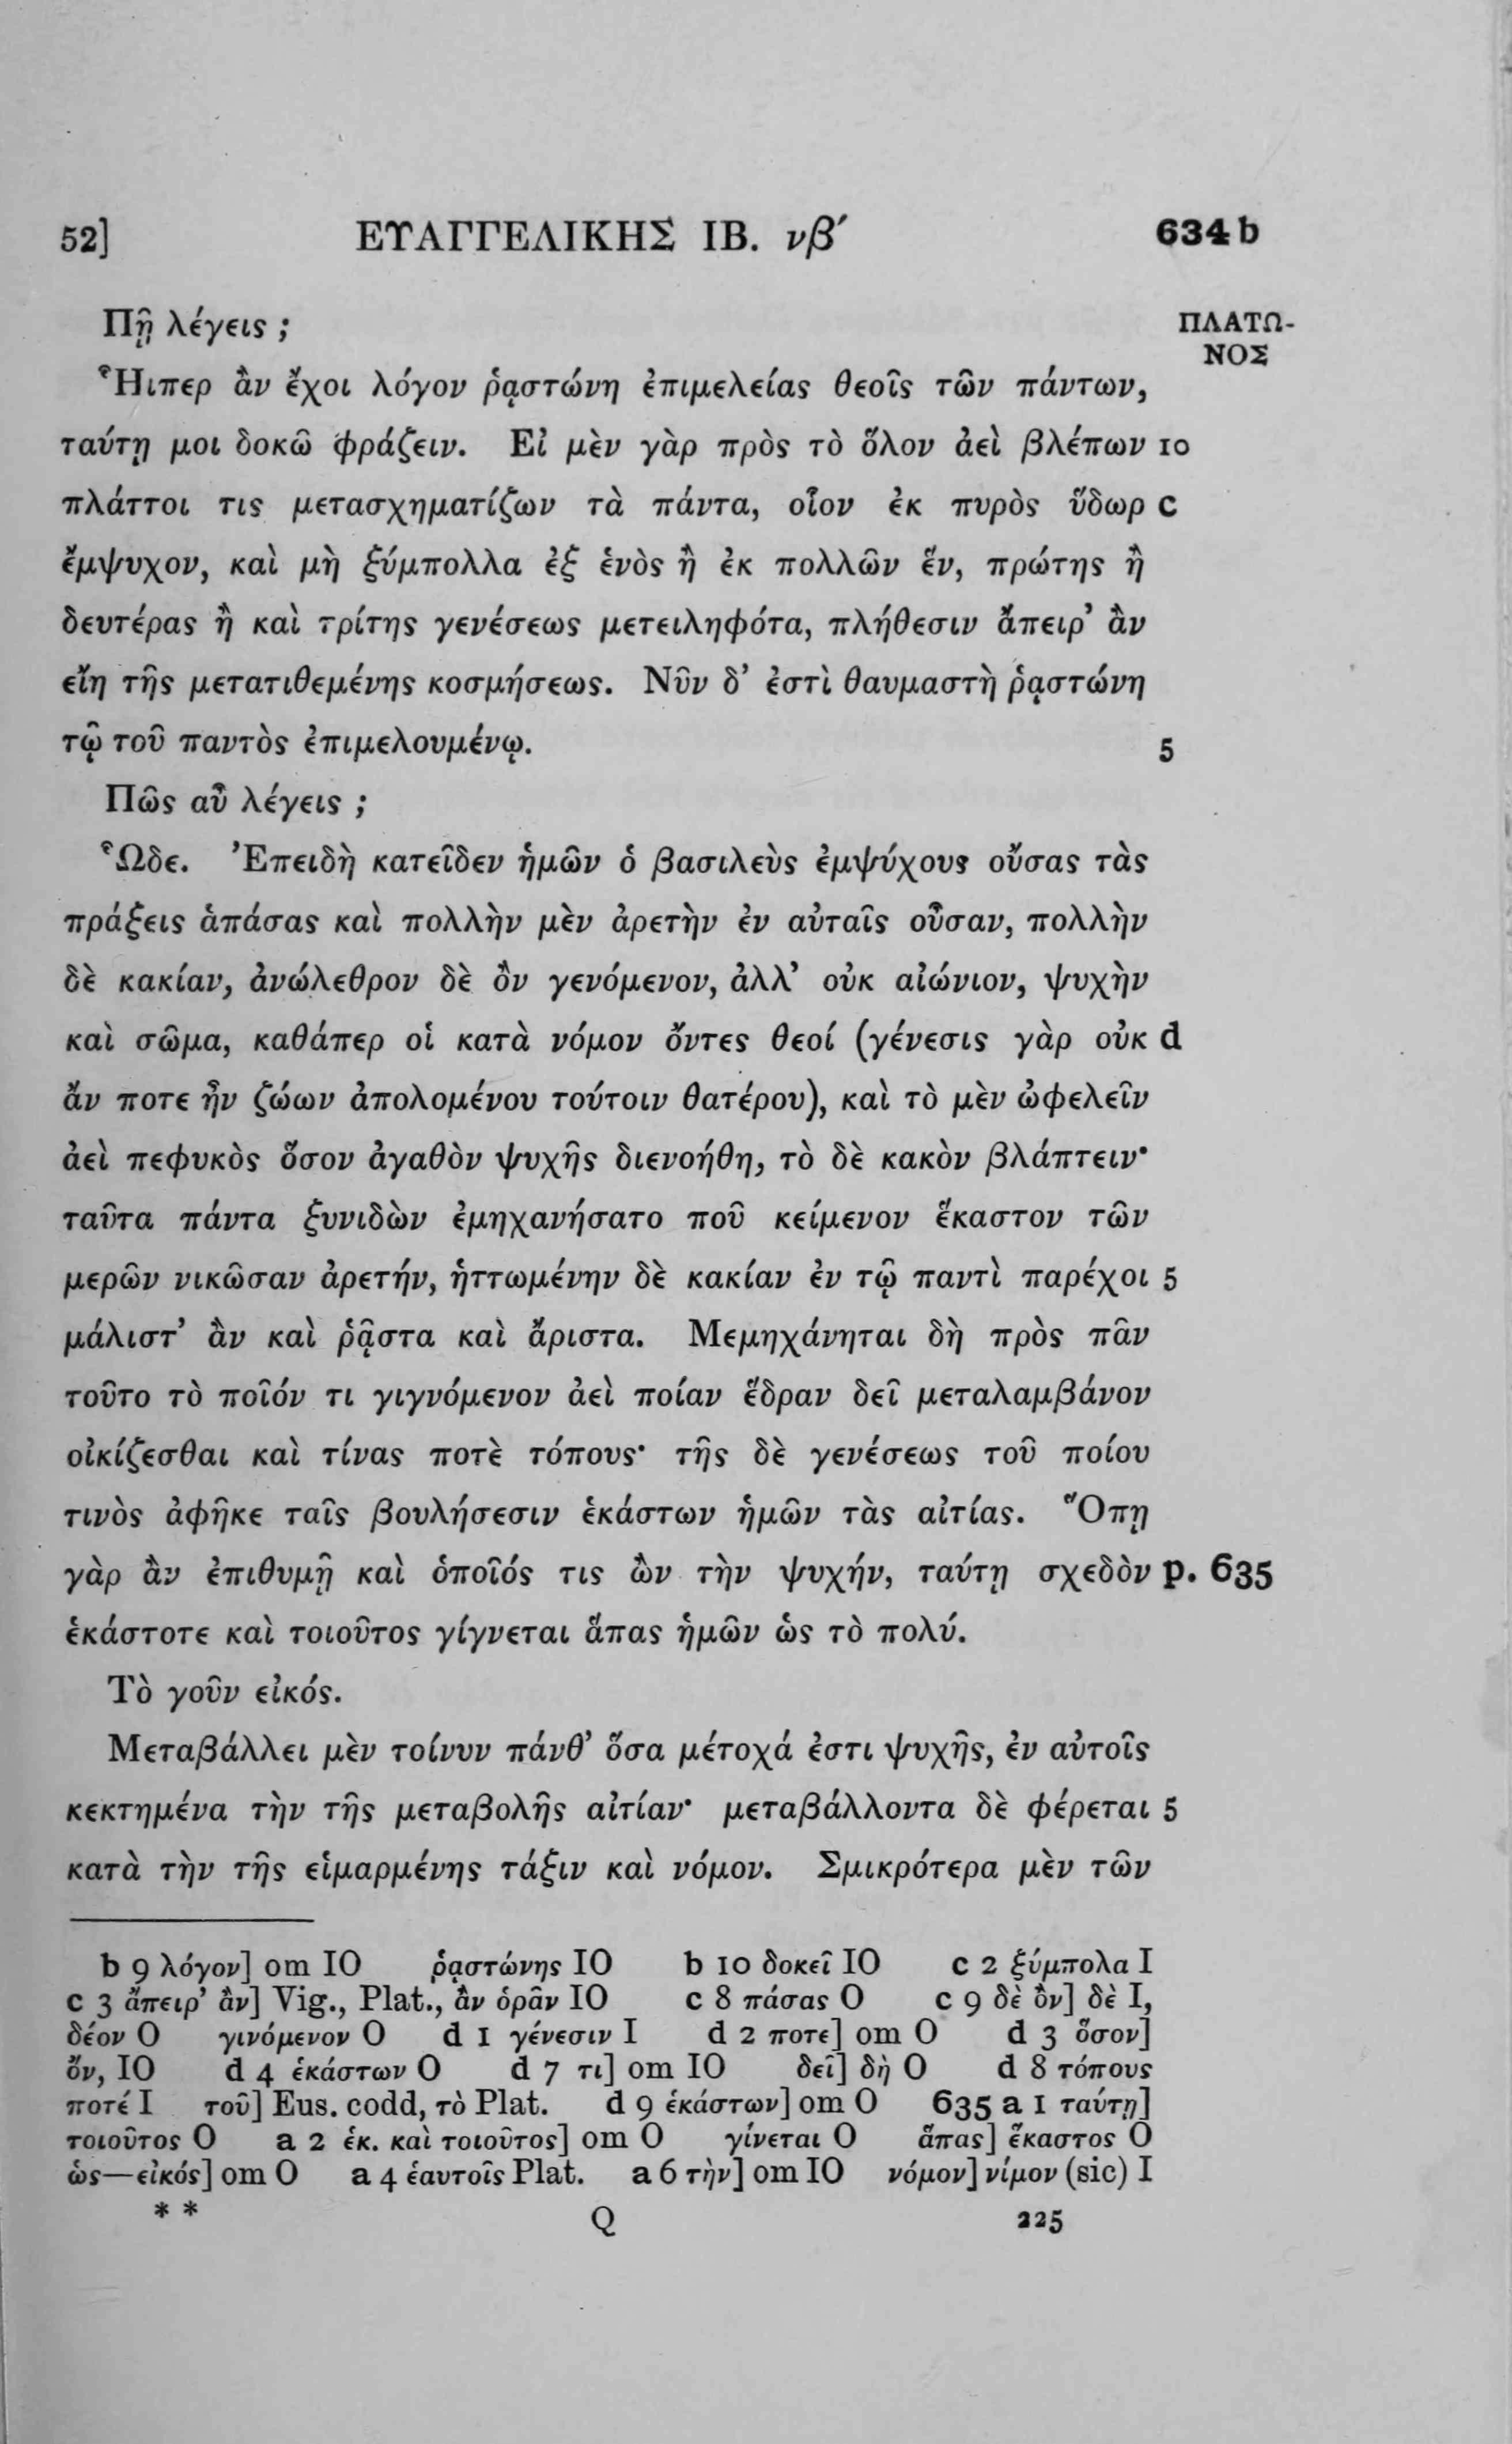 52] ΕΥΑΓΓΕΛΙΚΗΣ ΙΒ. νβ′ 634 b
Πῇ λέγεις ; ΠΛΑΤΩ-
ΝΟΣ
Ἧιπερ ἂν ἔχοι λόγον ῥᾳστώνη ἐπιμελείας θεοῖς τῶν πάντων,
ταύτῃ μοι δοκῶ φράζειν. Εἰ μὲν γὰρ πρὸς τὸ ὅλον ἀεὶ βλέπων 10
πλάττοι τις μετασχηματίζων τὰ πάντα, οἷον ἐκ πυρὸς ὕδωρ c
ἔμψυχον, καὶ μὴ ξύμπολλα ἐξ ἑνὸς ἢ ἐκ πολλῶν ἕν, πρώτης ἢ
δευτέρας ἢ καὶ τρίτης γενέσεως μετειληφότα, πλήθεσιν ἄπειρ’ ἂν
εἴη τῆς μετατιθεμένης κοσμήσεως. Νῦν δ’ ἐστὶ θαυμαστὴ ῥᾳστώνη
τῷ τοῦ παντὸς ἐπιμελουμένῳ. 5
Πῶς αὖ λέγεις ;
Ὧδε. Ἐπειδὴ κατεῖδεν ἡμῶν ὁ βασιλεὺς ἐμψύχους οὔσας τὰς
πράξεις ἁπάσας καὶ πολλὴν μὲν ἀρετὴν ἐν αὐταῖς οὖσαν, πολλὴν
δὲ κακίαν, ἀνώλεθρον δὲ ὂν γενόμενον, ἀλλ’ οὐκ αἰώνιον, ψυχὴν
καὶ σῶμα, καθάπερ οἱ κατὰ νόμον ὄντες θεοί (γένεσις γὰρ οὐκ d
ἄν ποτε ἦν ζώων ἀπολομένου τούτοιν θατέρου), καὶ τὸ μὲν ὠφελεῖν
ἀεὶ πεφυκὸς ὅσον ἀγαθὸν ψυχῆς διενοήθη, τὸ δὲ κακὸν βλάπτειν·
ταῦτα πάντα ξυνιδὼν ἐμηχανήσατο ποῦ κείμενον ἕκαστον τῶν
μερῶν νικῶσαν ἀρετήν, ἡττωμένην δὲ κακίαν ἐν τῷ παντὶ παρέχοι 5
μάλιστ’ ἂν καὶ ῥᾷστα καὶ ἄριστα. Μεμηχάνηται δὴ πρὸς πᾶν
τοῦτο τὸ ποῖόν τι γιγνόμενον ἀεὶ ποίαν ἕδραν δεῖ μεταλαμβάνον
οἰκίζεσθαι καὶ τίνας ποτὲ τόπους· τῆς δὲ γενέσεως τοῦ ποίου
τινὸς ἀφῆκε ταῖς βουλήσεσιν ἑκάστων ἡμῶν τὰς αἰτίας. Ὅπῃ
γὰρ ἂν ἐπιθυμῇ καὶ ὁποῖός τις ὢν τὴν ψυχήν, ταύτῃ σχεδὸν p. 635
ἑκάστοτε καὶ τοιοῦτος γίγνεται ἅπας ἡμῶν ὡς τὸ πολύ.
Τὸ γοῦν εἰκός.
Μεταβάλλει μὲν τοίνυν πάνθ’ ὅσα μέτοχά ἐστι ψυχῆς, ἐν αὑτοῖς
κεκτημένα τὴν τῆς μεταβολῆς αἰτίαν· μεταβάλλοντα δὲ φέρεται 5
κατὰ τὴν τῆς εἱμαρμένης τάξιν καὶ νόμον. Σμικρότερα μὲν τῶν
b 9 λόγον] om IO ῥᾳστώνης IO b 10 δοκεῖ IO c 2 ξύμπολα I
c 3 ἄπειρ’ ἂν] Vig., Plat., ἂν ὁρᾶν IO c 8 πάσας O c 9 δὲ ὂν] δὲ I,
δέον O γινόμενον O d 1 γένεσιν I d 2 ποτε] om O d 3 ὅσον]
ὄν, IO d 4 ἑκάστων O d 7 τι] om IO δεῖ] δὴ O d 8 τόπους
ποτέ I τοῦ] Eus. codd, τὸ Plat. d 9 ἑκάστων] om O 635 a 1 ταύτῃ]
τοιοῦτος O a 2 ἑκ. καὶ τοιοῦτος] om O γίνεται O ἅπας] ἕκαστος O
ὡς—εἰκός] om O a 4 ἑαυτοῖς Plat. a 6 τὴν] om IO νόμον] νίμον (sic) I
* * Q 225